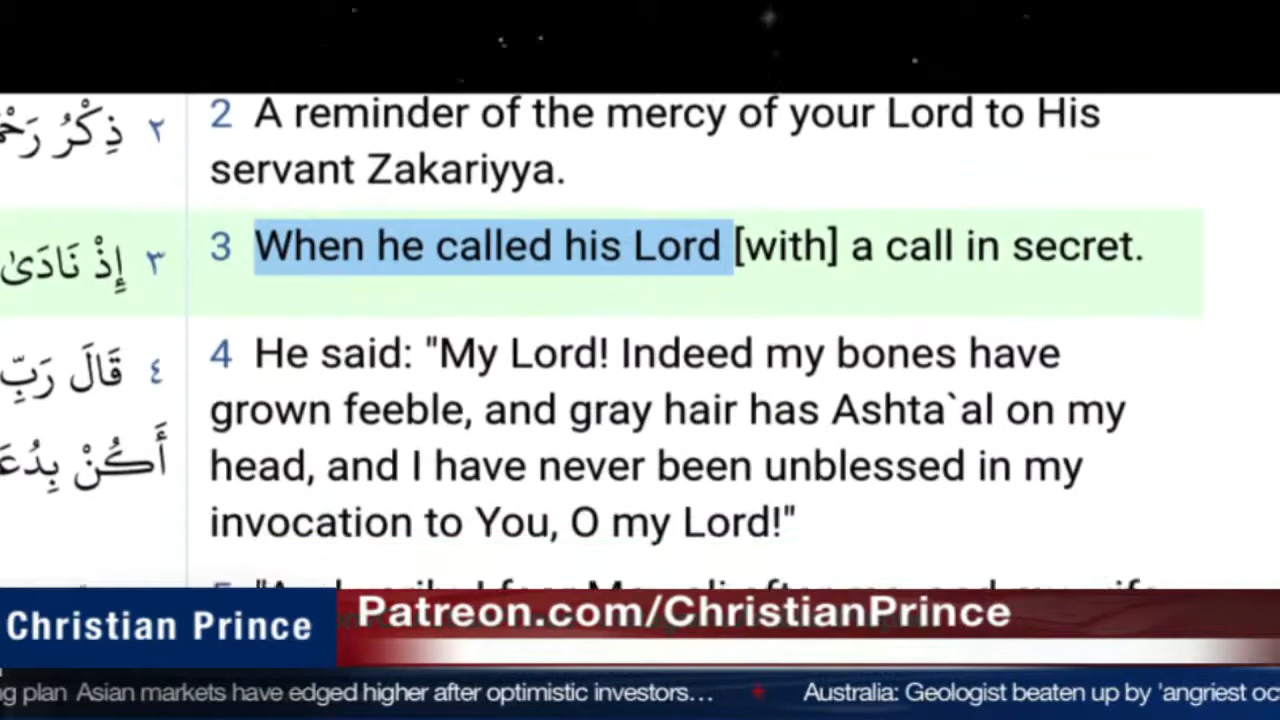 2 A reminder of the mercy of your Lord to His
servant Zakariyya.
ذِكْرُ ٢
3 When he called his Lord [with] a call in secret.
إِذْ نَادَىٰ ٣
4 He said: "My Lord! Indeed my bones have
grown feeble, and gray hair has Ashta`al on my
head, and I have never been unblessed in my
invocation to You, O my Lord!"
قَالَ رَبِّ ٤
أَكُنْ
Christian Prince
Patreon.com/ChristianPrince
plan Asian markets have edged higher after optimistic investors... Australia: Geologist beaten up by 'angriest